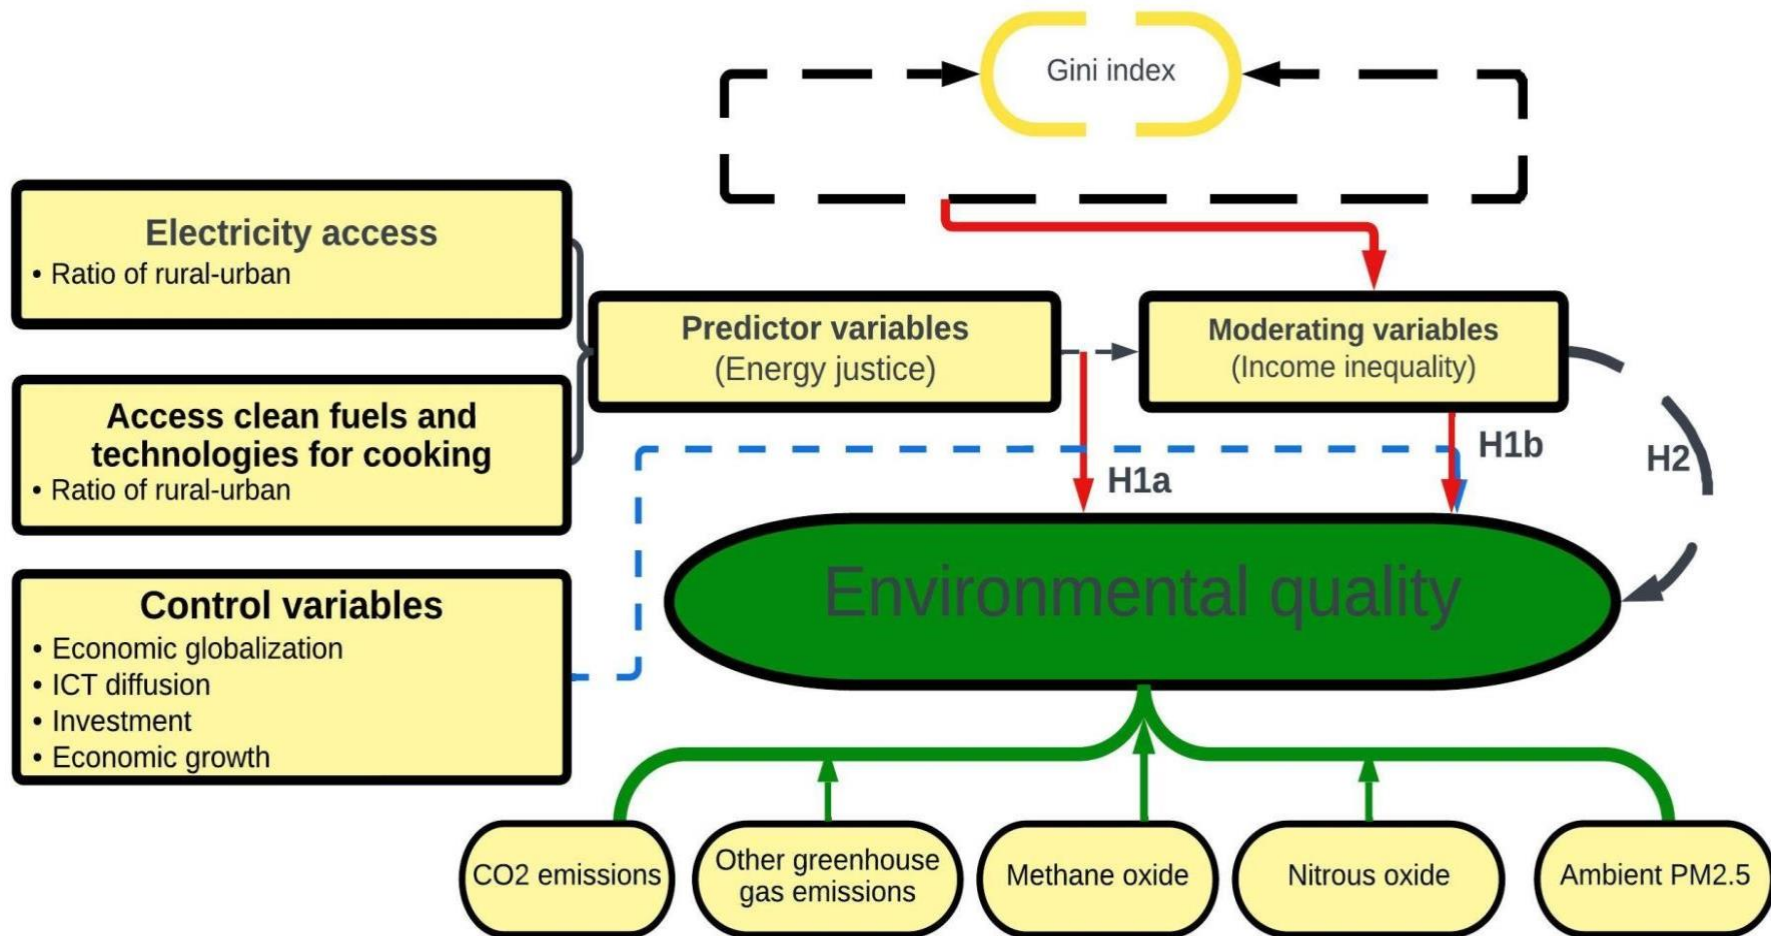 Gini index
Electricity access
• Ratio of rural-urban
Predictor variables
(Energy justice)
Moderating variables
(Income inequality)
Access clean fuels and
technologies for cooking
• Ratio of rural-urban
H1a
H1b
H2
Environmental quality
Control variables
• Economic globalization
• ICT diffusion
• Investment
• Economic growth
CO2 emissions
Other greenhouse
gas emissions
Methane oxide
Nitrous oxide
Ambient PM2.5